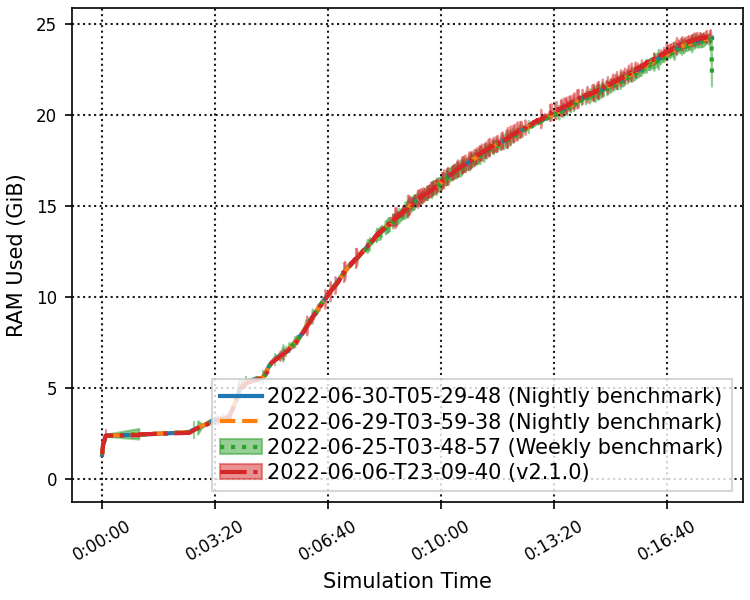 25
20
15
10
5
0
RAM Used (GiB)
2022-06-30-T05-29-48 (Nightly benchmark)
2022-06-29-T03-59-38 (Nightly benchmark)
2022-06-25-T03-48-57 (Weekly benchmark)
2022-06-06-T23-09-40 (v2.1.0)
0:00:00
0:03:20
0:06:40
0:10:00
0:13:20
0:16:40
Simulation Time